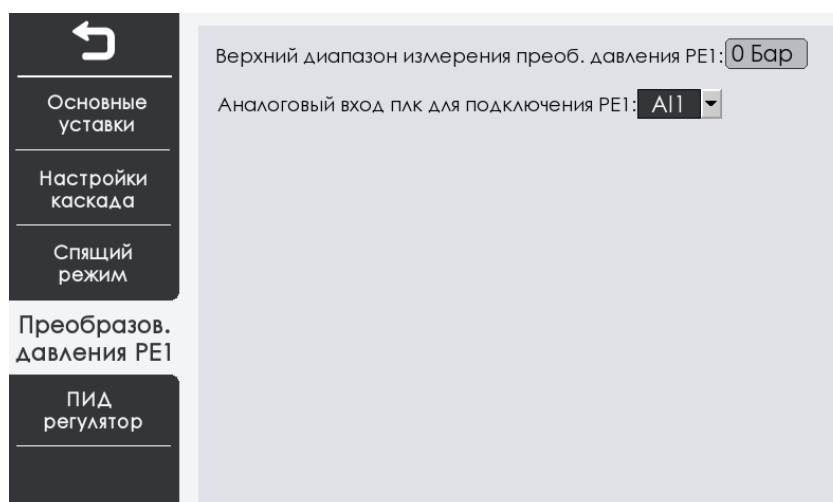 Основные
уставки
Настройки
каскада
Спящий
режим
Преобразов.
давления PE1
ПИД
регулятор
Верхний диапазон измерения преоб. давления PE1: 0 Бар
Аналоговый вход плк для подключения PE1: AI1